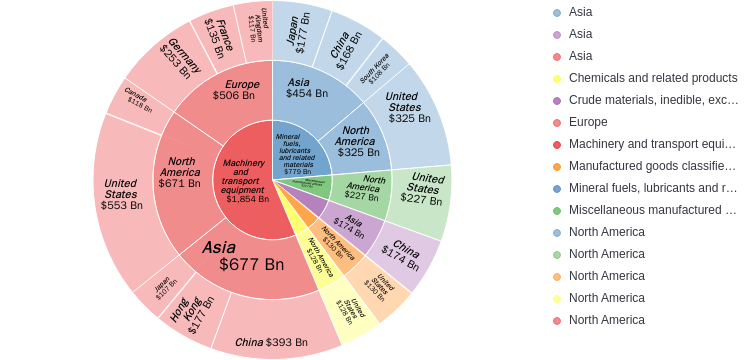 United
Kingdom
$117 Bn
France
$135 Bn
Germany
$253 Bn
Canada
$118 Bn
United
States
$553 Bn
Japan
$107 Bn
Hong
Kong
$177 Bn
China $393 Bn
Japan
$177 Bn
China
$168 Bn
South Korea
$108 Bn
United
States
$325 Bn
United
States
$227 Bn
China
$174 Bn
United
States
$130 Bn
United
States
$128 Bn
Europe
$506 Bn
North
America
$671 Bn
Asia
$677 Bn
Asia
$454 Bn
North
America
$325 Bn
North
America
$227 Bn
Asia
$174 Bn
North America
$130 Bn
North America
$128 Bn
Machinery
and
transport
equipment
$1,854 Bn
Mineral
fuels,
lubricants
and related
materials
$779 Bn
Asia
Asia
Asia
Chemicals and related products
Crude materials, inedible, exc...
Europe
Machinery and transport equi...
Manufactured goods classifie...
Mineral fuels, lubricants and r...
Miscellaneous manufactured ...
North America
North America
North America
North America
North America